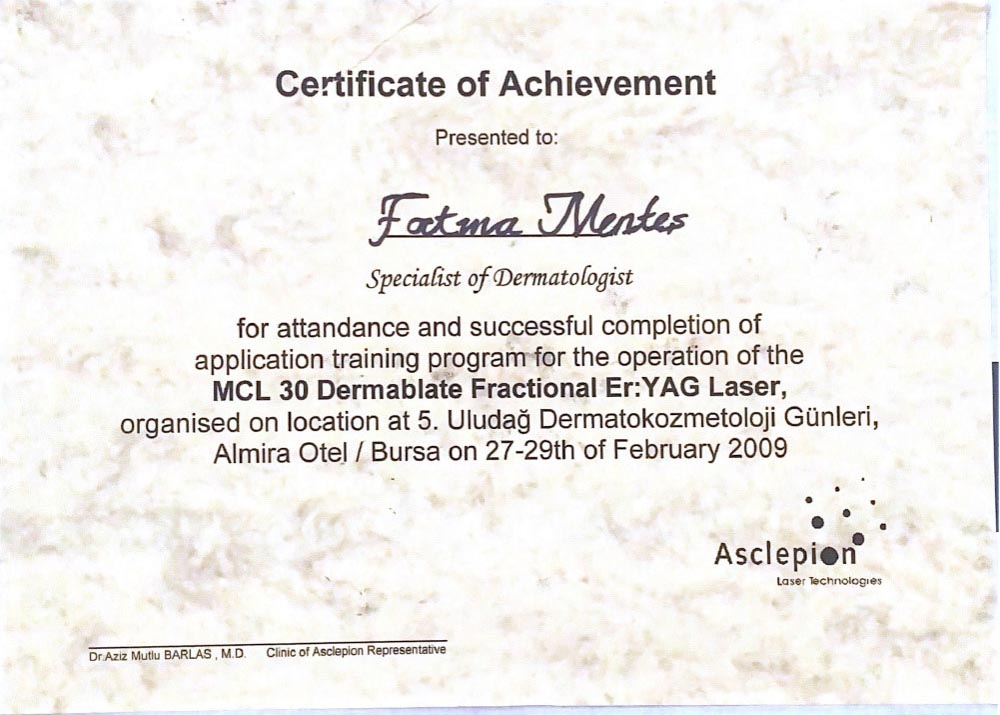 Certificate of Achievement
Presented to:
Fatma Mentes
Specialist of Dermatologist
for attandance and successful completion of
application training program for the operation of the
MCL 30 Dermablate Fractional Er:YAG Laser,
organised on location at 5. Uludağ Dermatokozmetoloji Günleri,
Almira Otel / Bursa on 27-29th of February 2009
Asclepion
Laser Technologies
Dr.Aziz Mutlu BARLAS , M.D. Clinic of Asclepion Representative